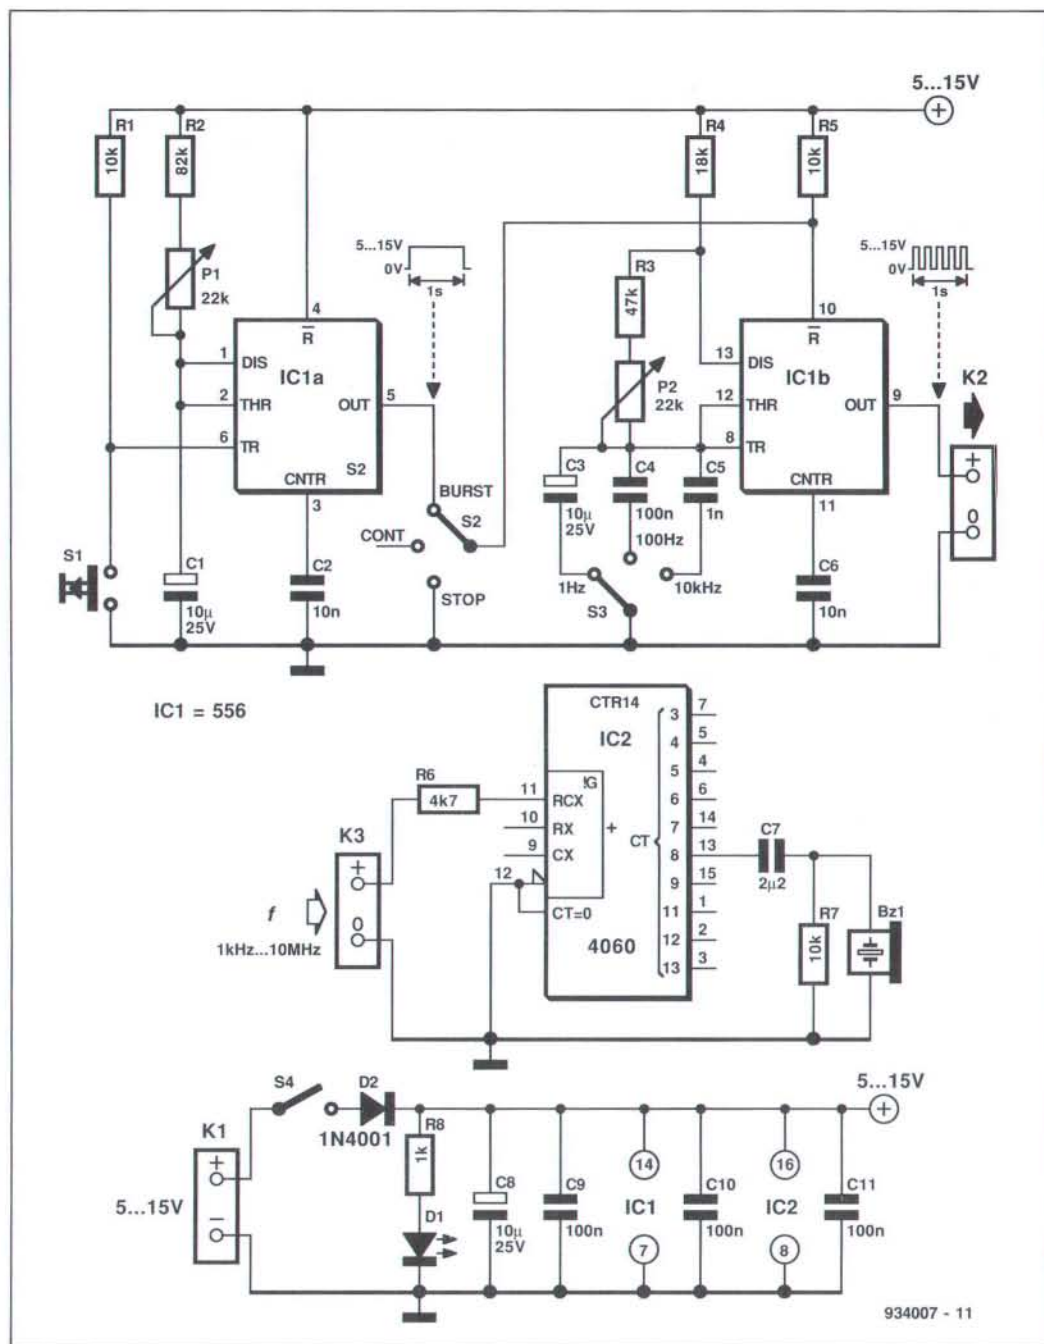 5...15V
R1
10k
R2
82k
R4
18k
R5
10k
P1
22k
5...15V
0V
1s
R3
47k
P2
22k
5...15V
0V
1s
4
R
IC1a
1
DIS
2
THR
6
TR
OUT
5
S2
CNTR
3
10
R
IC1b
13
DIS
12
THR
8
TR
OUT
9
CNTR
11
K2
+
0
BURST
S2
CONT
STOP
C3
10μ
25V
C4
100n
C5
1n
100Hz
1Hz
10kHz
S3
S1
C1
10μ
25V
C2
10n
C6
10n
IC1 = 556
CTR14
IC2
3
7
4
5
5
4
6
6
7
14
8
13
9
15
11
1
12
2
13
3
CT
!G
+
11
RCX
10
RX
9
CX
12
CT=0
4060
R6
4k7
K3
+
0
f
1kHz...10MHz
C7
2μ2
R7
10k
Bz1
S4
D2
1N4001
5...15V
K1
+
–
5...15V
R8
1k
D1
C8
10μ
25V
C9
100n
14
IC1
7
C10
100n
16
IC2
8
C11
100n
934007 - 11